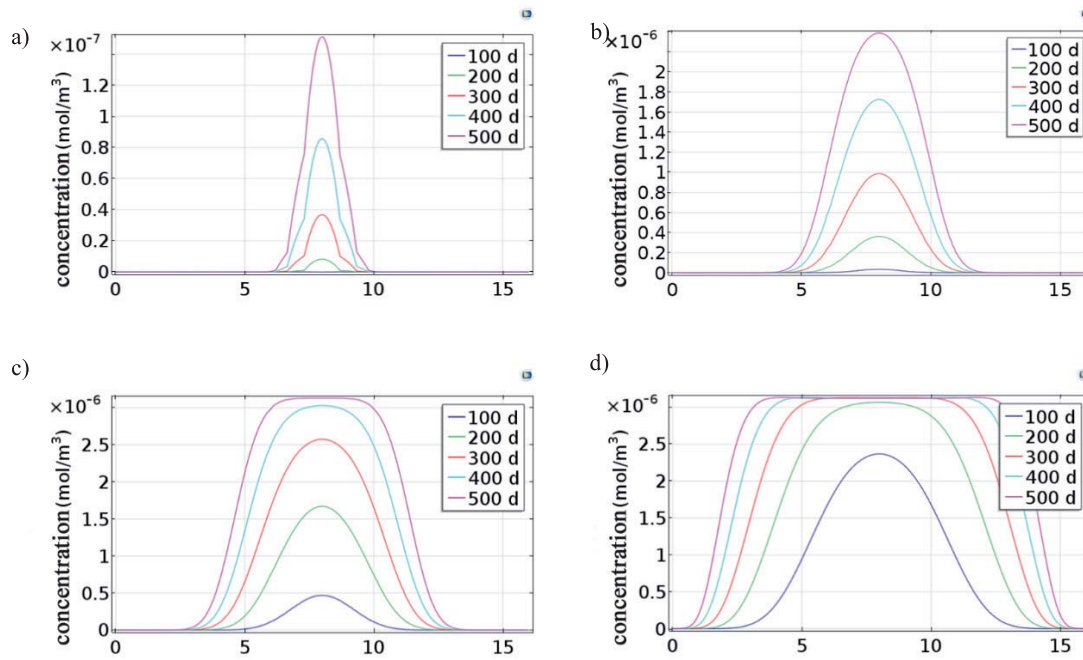 a)
×10-7
concentration (mol/m3)
1.2
1
0.8
0.6
0.4
0.2
0
0 5 10 15
100 d
200 d
300 d
400 d
500 d
b)
×10-6
concentration (mol/m3)
2
1.8
1.6
1.4
1.2
1
0.8
0.6
0.4
0.2
0
0 5 10 15
100 d
200 d
300 d
400 d
500 d
c)
×10-6
concentration (mol/m3)
2.5
2
1.5
1
0.5
0
0 5 10 15
100 d
200 d
300 d
400 d
500 d
d)
×10-6
concentration (mol/m3)
2.5
2
1.5
1
0.5
0
0 5 10 15
100 d
200 d
300 d
400 d
500 d